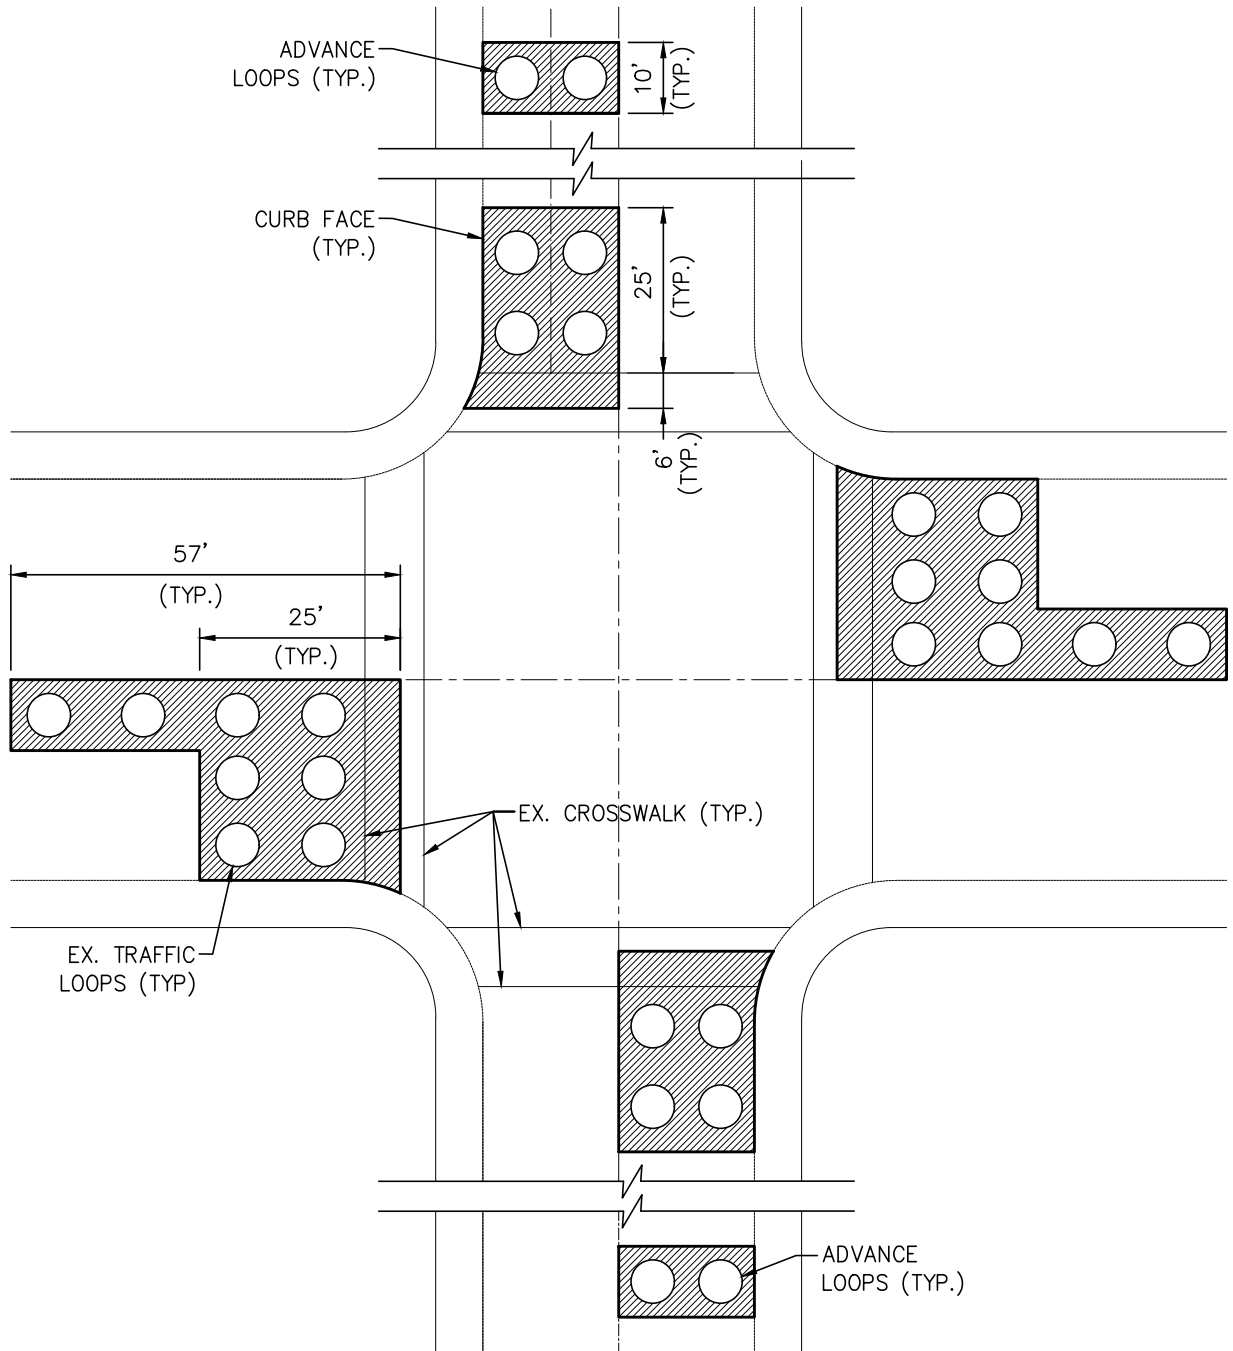 ADVANCE
LOOPS (TYP.)
10'
(TYP.)
CURB FACE
(TYP.)
25'
(TYP.)
6'
(TYP.)
57'
(TYP.)
25'
(TYP.)
EX. CROSSWALK (TYP.)
EX. TRAFFIC
LOOPS (TYP)
ADVANCE
LOOPS (TYP.)